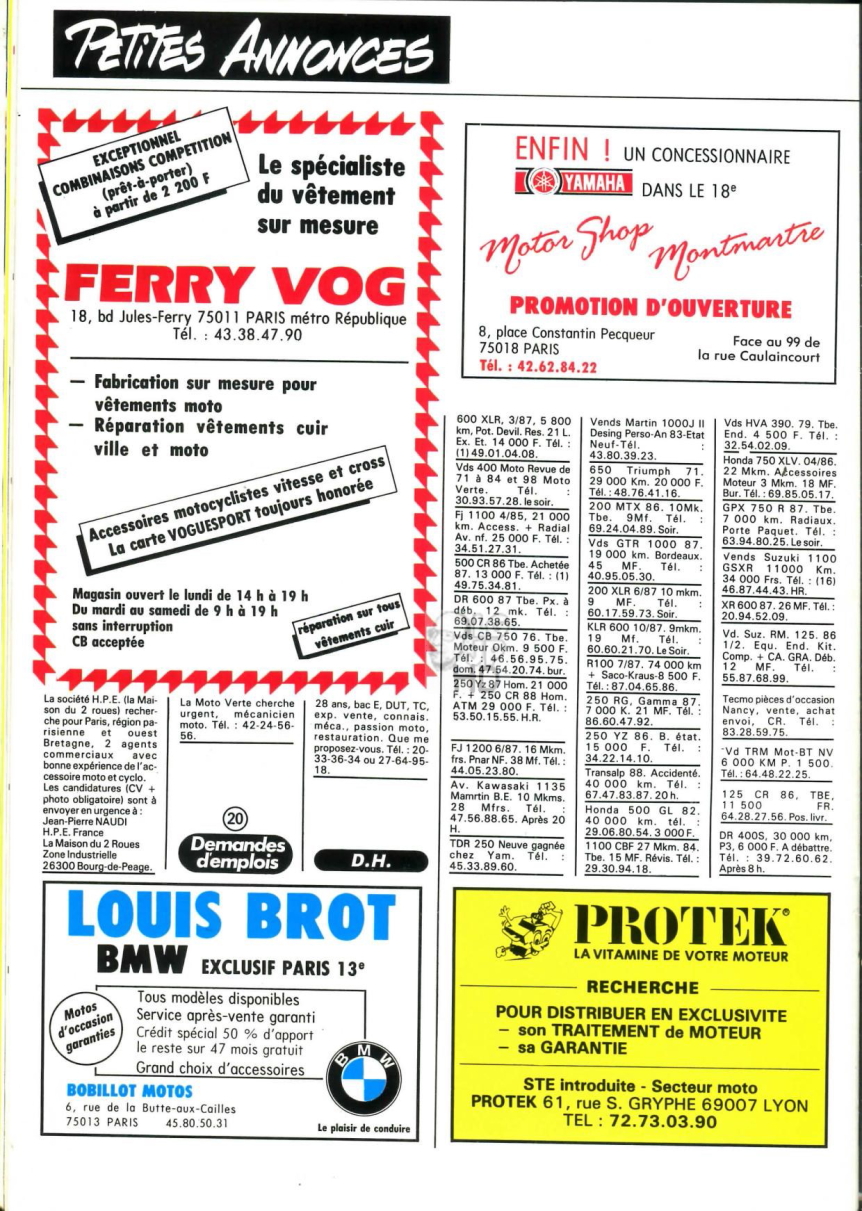 PETITES ANNONCES
EXCEPTIONNEL
COMBINAISONS COMPETITION
(prêt-à-porter)
à partir de 2 200 F
Le spécialiste
du vêtement
sur mesure
FERRY VOG
18, bd Jules-Ferry 75011 PARIS métro République
Tél. : 43.38.47.90
— Fabrication sur mesure pour
vêtements moto
— Réparation vêtements cuir
ville et moto
Accessoires motocyclistes vitesse et cross
La carte VOGUESPORT toujours honorée
Magasin ouvert le lundi de 14 h à 19 h
Du mardi au samedi de 9 h à 19 h
sans interruption
CB acceptée
réparation sur tous
vêtements cuir
ENFIN ! UN CONCESSIONNAIRE
YAMAHA DANS LE 18e
Motor Shop Montmartre
PROMOTION D'OUVERTURE
8, place Constantin Pecqueur
75018 PARIS
Tél. : 42.62.84.22
Face au 99 de
la rue Caulaincourt
La société H.P.E. (la Mai-
son du 2 roues) recher-
che pour Paris, région pa-
risienne et ouest
Bretagne, 2 agents
commerciaux avec
bonne expérience de l'ac-
cessoire moto et cyclo.
Les candidatures (CV +
photo obligatoire) sont à
envoyer en urgence à :
Jean-Pierre NAUDI
H.P.E. France
La Maison du 2 Roues
Zone Industrielle
26300 Bourg-de-Peage.
La Moto Verte cherche
urgent, mécanicien
moto. Tél. : 42-24-56-
56.
20
Demandes
d'emplois
28 ans, bac E, DUT, TC,
exp. vente, connais.
méca., passion moto,
restauration. Que me
proposez-vous. Tél. : 20-
33-36-34 ou 27-64-95-
18.
D.H.
600 XLR, 3/87, 5 800
km, Pot. Devil. Res. 21 L.
Ex. Et. 14 000 F. Tél. :
(1) 49.01.04.08.
Vds 400 Moto Revue de
71 à 84 et 98 Moto
Verte. Tél. :
30.93.57.28. le soir.
Fj 1100 4/85, 21 000
km. Access. + Radial
Av. nf. 25 000 F. Tél. :
34.51.27.31.
500 CR 86 Tbe. Achetée
87. 13 000 F. Tél. : (1)
49.75.34.81.
DR 600 87 Tbe. Px. à
déb. 12 mk. Tél. :
69.07.38.65.
Vds CB 750 76. Tbe.
Moteur Okm. 9 500 F.
Tél. : 46.56.95.75.
dom. 47.54.20.74. bur.
250 Yz 87 Hom. 21 000
F. + 250 CR 88 Hom.
ATM 29 000 F. Tél. :
53.50.15.55. H.R.
FJ 1200 6/87. 16 Mkm.
frs. Pnar NF. 38 Mf. Tél. :
44.05.23.80.
Av. Kawasaki 1135
Mamrtin B.E. 10 Mkms.
28 Mfrs. Tél. :
47.56.88.65. Après 20
H.
TDR 250 Neuve gagnée
chez Yam. Tél. :
45.33.89.60.
Vends Martin 1000J II
Desing Perso-An 83-Etat
Neuf-Tél. :
43.80.39.23.
650 Triumph 71.
29 000 Km. 20 000 F.
Tél. : 48.76.41.16.
200 MTX 86. 10Mk.
Tbe. 9Mf. Tél. :
69.24.04.89. Soir.
Vds GTR 1000 87.
19 000 km. Bordeaux.
45 MF. Tél. :
40.95.05.30.
200 XLR 6/87 10 mkm.
9 MF. Tél. :
60.17.59.73. Soir.
KLR 600 10/87. 9mkm.
19 Mf. Tél. :
60.60.21.70. Le Soir.
R100 7/87. 74 000 km
+ Saco-Kraus-8 500 F.
Tél. : 87.04.65.86.
250 RG, Gamma 87.
7 000 K. 21 MF. Tél. :
86.60.47.92.
250 YZ 86. B. état.
15 000 F. Tél. :
34.22.14.10.
Transalp 88. Accidenté.
40 000 km. Tél. :
67.47.83.87. 20 h.
Honda 500 GL 82.
40 000 km. tél. :
29.06.80.54. 3 000 F.
1100 CBF 27 Mkm. 84.
Tbe. 15 MF. Révis. Tél. :
29.30.94.18.
Vds HVA 390. 79. Tbe.
End. 4 500 F. Tél. :
32.54.02.09.
Honda 750 XLV. 04/86.
22 Mkm. Accessoires
Moteur 3 Mkm. 18 MF.
Bur. Tél. : 69.85.05.17.
GPX 750 R 87. Tbe.
7 000 km. Radiaux.
Porte Paquet. Tél. :
63.94.80.25. Le soir.
Vends Suzuki 1100
GSXR 11000 Km.
34 000 Frs. Tél. : (16)
46.87.44.43. HR.
XR 600 87. 26 MF. Tél. :
20.94.52.09.
Vd. Suz. RM. 125. 86
1/2. Equ. End. Kit.
Comp. + CA. GRA. Déb.
12 MF. Tél. :
55.87.68.99.
Tecmo pièces d'occasion
Nancy, vente, achat
envoi, CR. Tél. :
83.28.59.75.
Vd TRM Mot-BT NV
6 000 KM P. 1 500.
Tél. : 64.48.22.25.
125 CR 86, TBE,
11 500 FR.
64.28.27.56. Pos. livr.
DR 400S, 30 000 km,
P3, 6 000 F. A débattre.
Tél. : 39.72.60.62.
Après 8 h.
LOUIS BROT
BMW EXCLUSIF PARIS 13e
Motos
d'occasion
garanties
Tous modèles disponibles
Service après-vente garanti
Crédit spécial 50 % d'apport
le reste sur 47 mois gratuit
Grand choix d'accessoires
BMW
BOBILLOT MOTOS
6, rue de la Butte-aux-Cailles
75013 PARIS 45.80.50.31
Le plaisir de conduire
PROTEK®
LA VITAMINE DE VOTRE MOTEUR
RECHERCHE
POUR DISTRIBUER EN EXCLUSIVITE
– son TRAITEMENT de MOTEUR
– sa GARANTIE
STE introduite - Secteur moto
PROTEK 61, rue S. GRYPHE 69007 LYON
TEL : 72.73.03.90